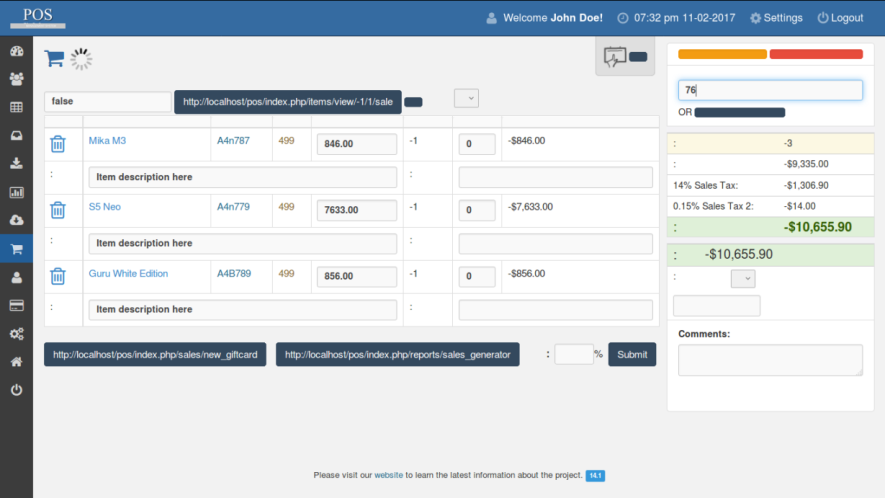 POS
Welcome John Doe!
07:32 pm 11-02-2017
Settings
Logout
false
http://localhost/pos/index.php/items/view/-1/1/sale
Mika M3 A4n787 499 846.00 -1 0 -$846.00
: Item description here :
S5 Neo A4n779 499 7633.00 -1 0 -$7,633.00
: Item description here :
Guru White Edition A4B789 499 856.00 -1 0 -$856.00
: Item description here :
http://localhost/pos/index.php/sales/new_giftcard
http://localhost/pos/index.php/reports/sales_generator
: % Submit
76
OR
: -3
: -$9,335.00
14% Sales Tax: -$1,306.90
0.15% Sales Tax 2: -$14.00
: -$10,655.90
: -$10,655.90
:
Comments:
Please visit our website to learn the latest information about the project. 14.1